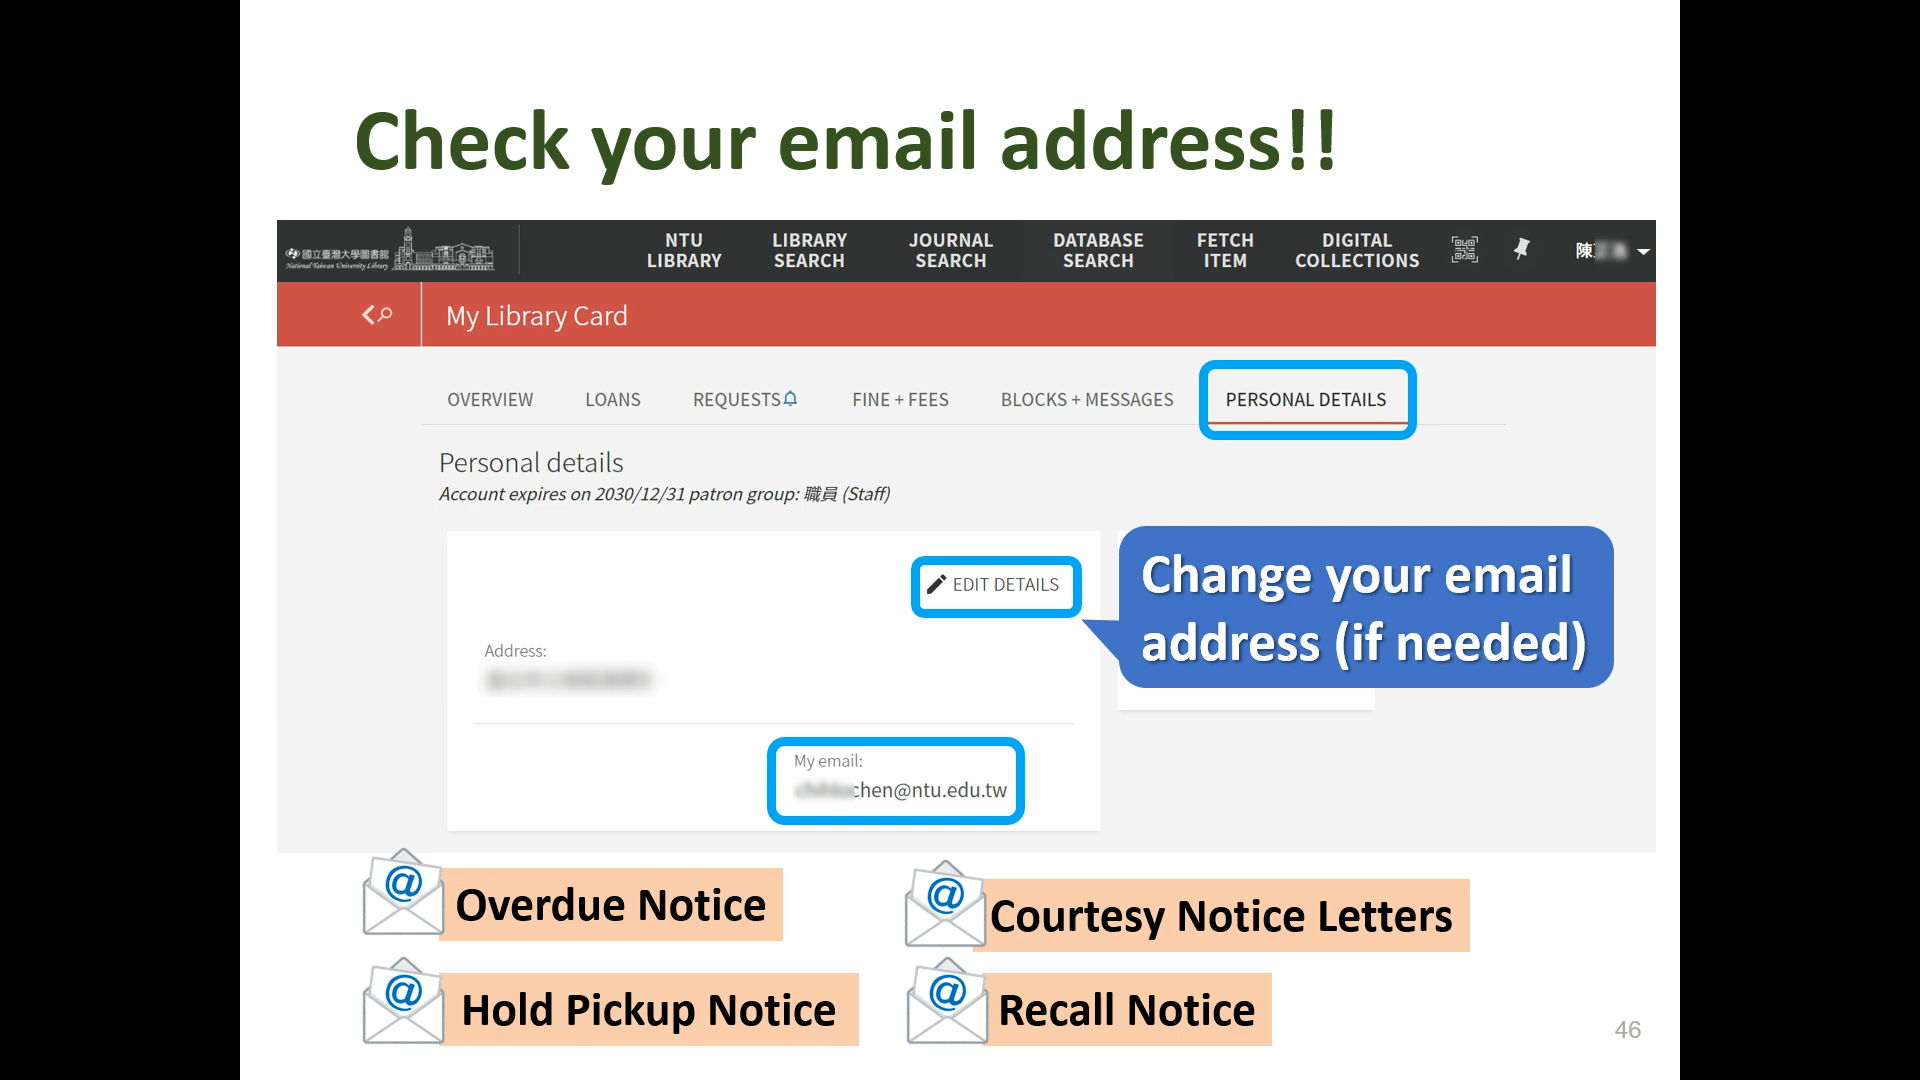 Check your email address!!
國立臺灣大學圖書館
National Taiwan University Library
NTU
LIBRARY
LIBRARY
SEARCH
JOURNAL
SEARCH
DATABASE
SEARCH
FETCH
ITEM
DIGITAL
COLLECTIONS
陳
My Library Card
OVERVIEW
LOANS
REQUESTS
FINE + FEES
BLOCKS + MESSAGES
PERSONAL DETAILS
Personal details
Account expires on 2030/12/31 patron group: 職員 (Staff)
EDIT DETAILS
Change your email
address (if needed)
Address:
My email:
chen@ntu.edu.tw
@ Overdue Notice
@ Courtesy Notice Letters
@ Hold Pickup Notice
@ Recall Notice
46